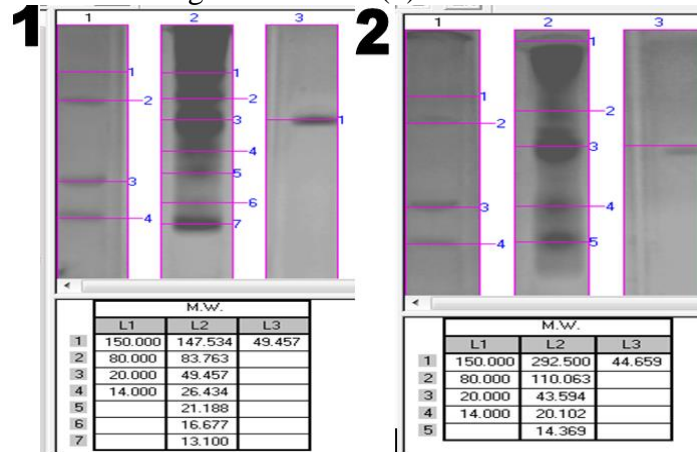 1
1 2 3
1 1
2 2
3 3 1
4
5
3
6
4 7
M.W.
L1 L2 L3
1 150.000 147.534 49.457
2 80.000 83.763
3 20.000 49.457
4 14.000 26.434
5 21.188
6 16.677
7 13.100
2
1 2 3
1
1
2
2
3
3 4
4 5
M.W.
L1 L2 L3
1 150.000 292.500 44.659
2 80.000 110.063
3 20.000 43.594
4 14.000 20.102
5 14.369